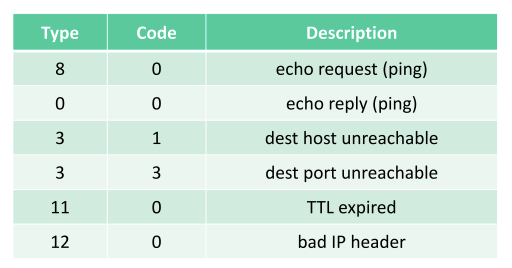 Type Code Description
8 0 echo request (ping)
0 0 echo reply (ping)
3 1 dest host unreachable
3 3 dest port unreachable
11 0 TTL expired
12 0 bad IP header